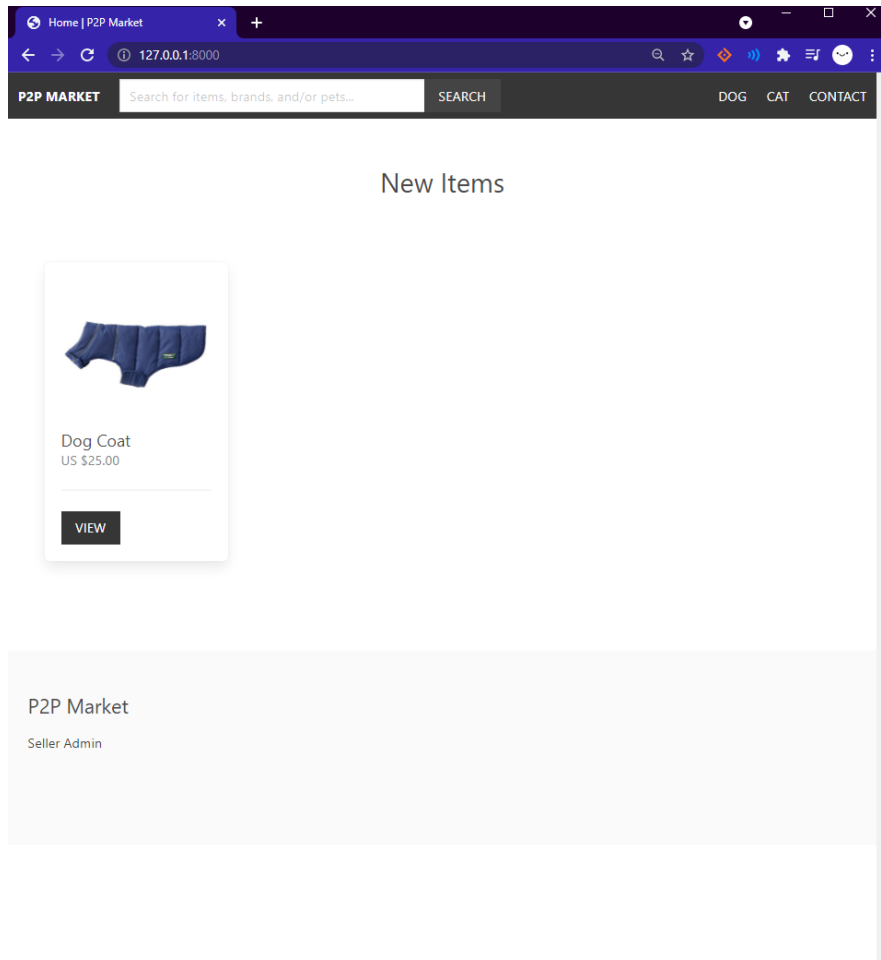 Home | P2P Market
127.0.0.1:8000
P2P MARKET Search for items, brands, and/or pets... SEARCH DOG CAT CONTACT
New Items
Dog Coat
US $25.00
VIEW
P2P Market
Seller Admin